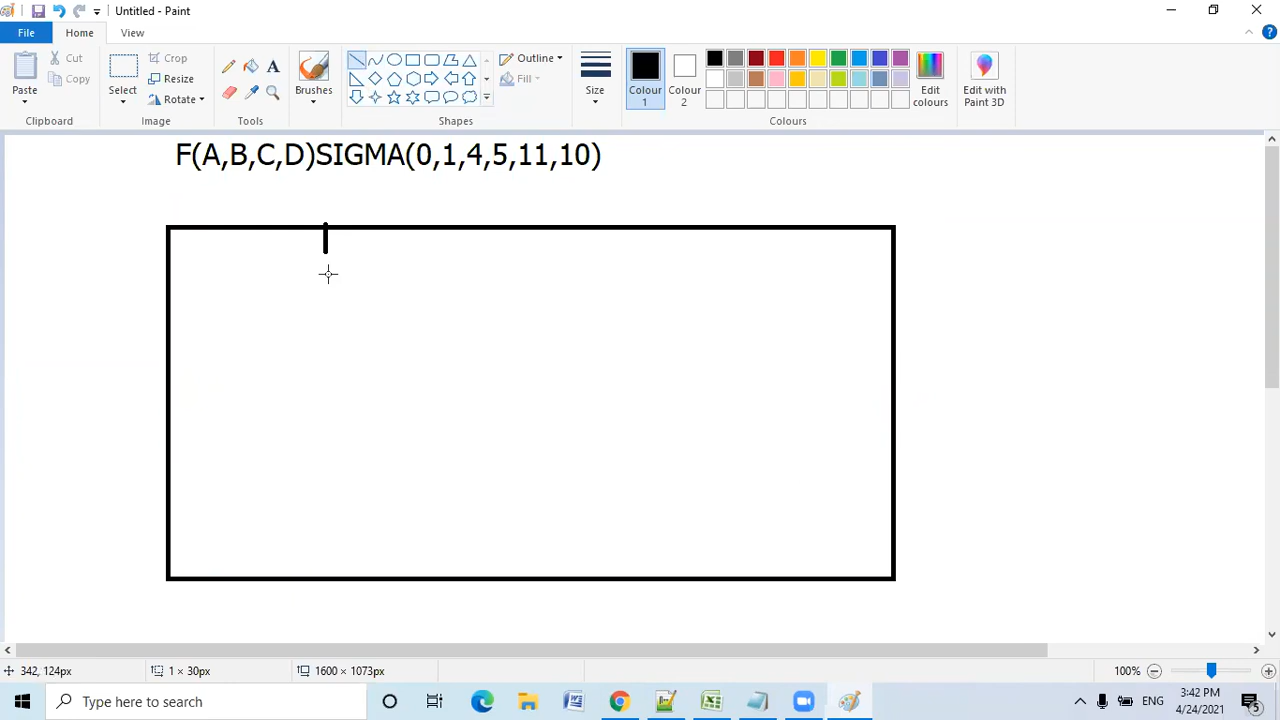 Untitled - Paint
File Home View
Paste
Cut
Copy
Clipboard
Select
Crop
Resize
Rotate
Image
A
Tools
Brushes
Shapes
Outline
Fill
Size
Colour 1
Colour 2
Colours
Edit colours
Edit with Paint 3D
F(A,B,C,D)SIGMA(0,1,4,5,11,10)
342, 124px
1 × 30px
1600 × 1073px
100%
Type here to search
ENG
3:42 PM
4/24/2021
5